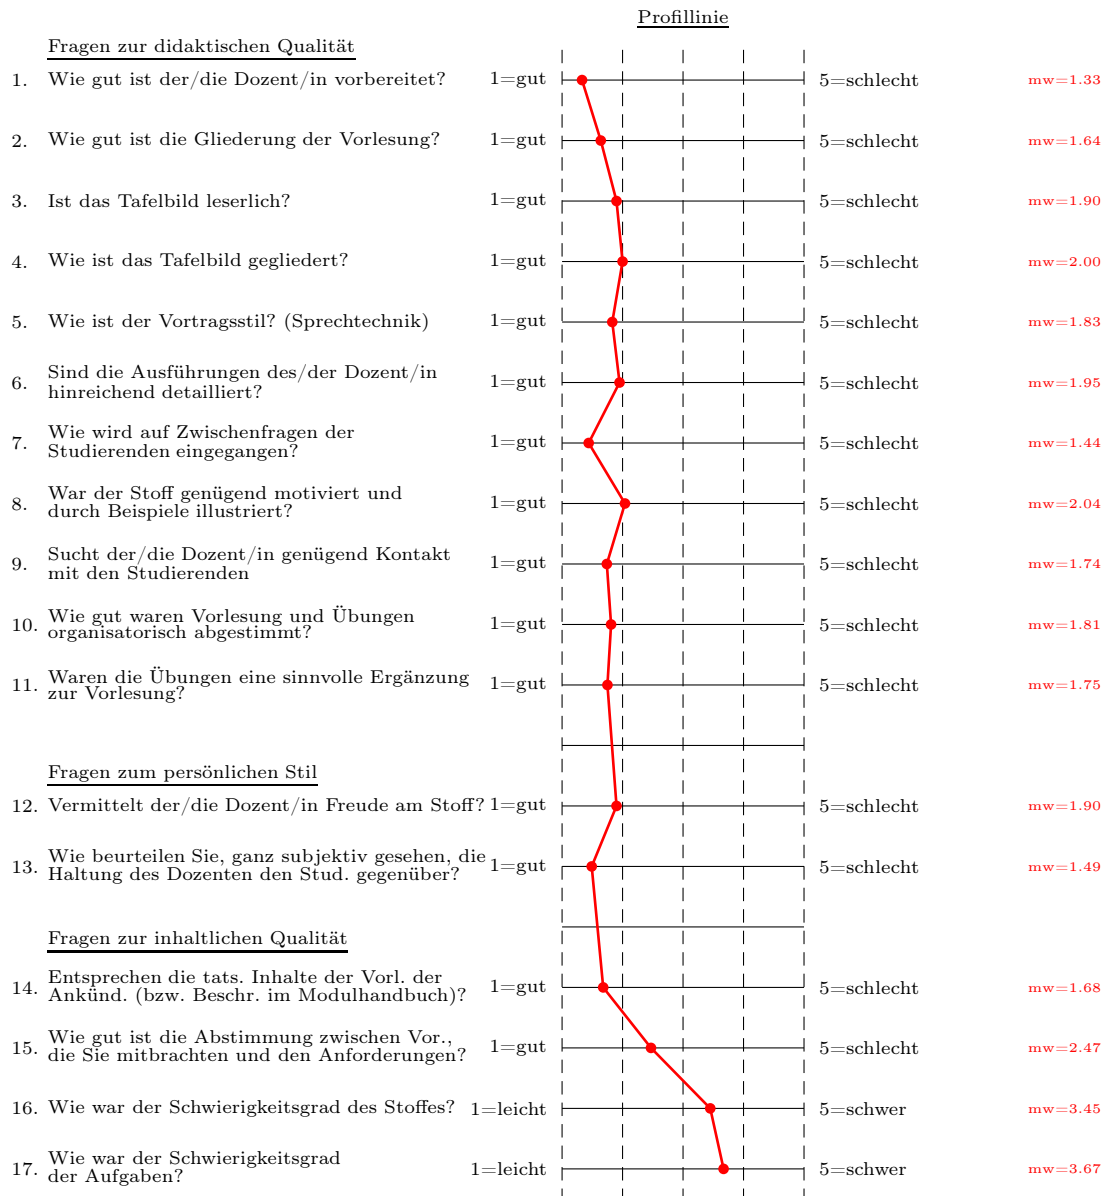 Profillinie
Fragen zur didaktischen Qualität
1. Wie gut ist der/die Dozent/in vorbereitet? 1=gut 5=schlecht mw=1.33
2. Wie gut ist die Gliederung der Vorlesung? 1=gut 5=schlecht mw=1.64
3. Ist das Tafelbild leserlich? 1=gut 5=schlecht mw=1.90
4. Wie ist das Tafelbild gegliedert? 1=gut 5=schlecht mw=2.00
5. Wie ist der Vortragsstil? (Sprechtechnik) 1=gut 5=schlecht mw=1.83
6. Sind die Ausführungen des/der Dozent/in
hinreichend detailliert? 1=gut 5=schlecht mw=1.95
7. Wie wird auf Zwischenfragen der
Studierenden eingegangen? 1=gut 5=schlecht mw=1.44
8. War der Stoff genügend motiviert und
durch Beispiele illustriert? 1=gut 5=schlecht mw=2.04
9. Sucht der/die Dozent/in genügend Kontakt
mit den Studierenden 1=gut 5=schlecht mw=1.74
10. Wie gut waren Vorlesung und Übungen
organisatorisch abgestimmt? 1=gut 5=schlecht mw=1.81
11. Waren die Übungen eine sinnvolle Ergänzung
zur Vorlesung? 1=gut 5=schlecht mw=1.75
Fragen zum persönlichen Stil
12. Vermittelt der/die Dozent/in Freude am Stoff? 1=gut 5=schlecht mw=1.90
13. Wie beurteilen Sie, ganz subjektiv gesehen, die
Haltung des Dozenten den Stud. gegenüber? 1=gut 5=schlecht mw=1.49
Fragen zur inhaltlichen Qualität
14. Entsprechen die tats. Inhalte der Vorl. der
Ankünd. (bzw. Beschr. im Modulhandbuch)? 1=gut 5=schlecht mw=1.68
15. Wie gut ist die Abstimmung zwischen Vor.,
die Sie mitbrachten und den Anforderungen? 1=gut 5=schlecht mw=2.47
16. Wie war der Schwierigkeitsgrad des Stoffes? 1=leicht 5=schwer mw=3.45
17. Wie war der Schwierigkeitsgrad
der Aufgaben? 1=leicht 5=schwer mw=3.67